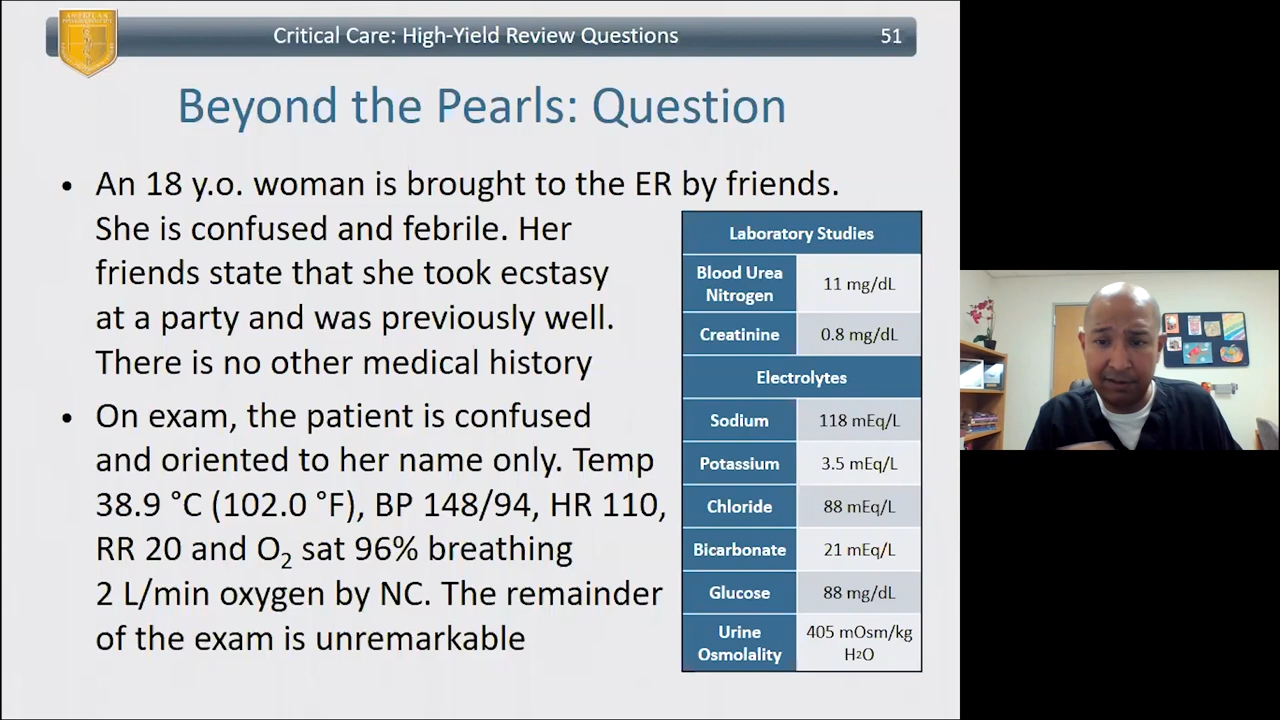 Critical Care: High-Yield Review Questions 51
Beyond the Pearls: Question
• An 18 y.o. woman is brought to the ER by friends.
She is confused and febrile. Her
friends state that she took ecstasy
at a party and was previously well.
There is no other medical history
• On exam, the patient is confused
and oriented to her name only. Temp
38.9 °C (102.0 °F), BP 148/94, HR 110,
RR 20 and O2 sat 96% breathing
2 L/min oxygen by NC. The remainder
of the exam is unremarkable
Laboratory Studies
Blood Urea
Nitrogen
11 mg/dL
Creatinine 0.8 mg/dL
Electrolytes
Sodium 118 mEq/L
Potassium 3.5 mEq/L
Chloride 88 mEq/L
Bicarbonate 21 mEq/L
Glucose 88 mg/dL
Urine
Osmolality
405 mOsm/kg
H2O